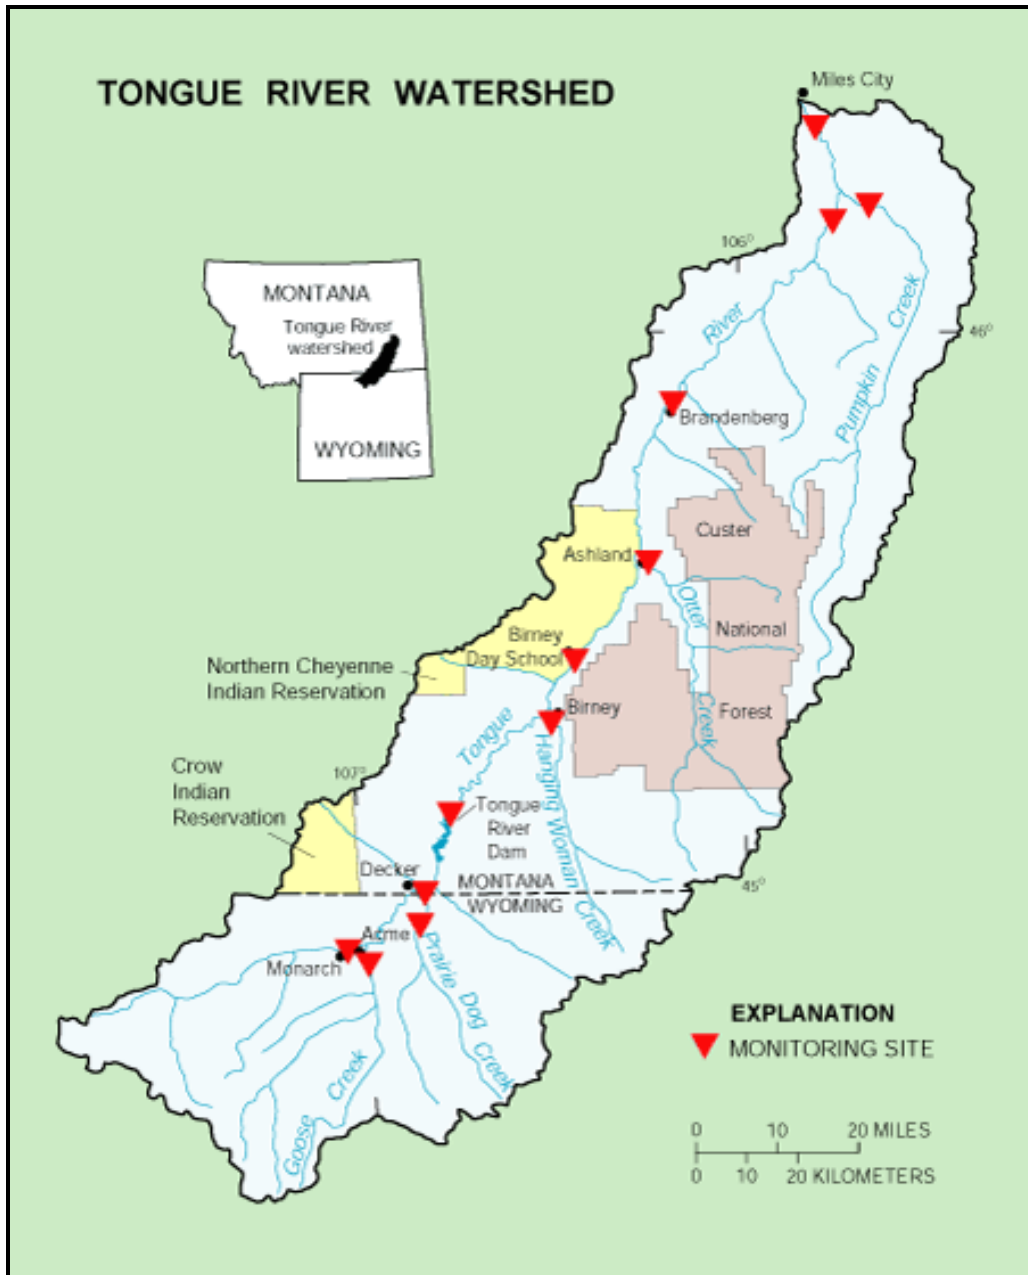 TONGUE RIVER WATERSHED
Miles City
106°
MONTANA
Tongue River
watershed
WYOMING
River
Creek
46°
Pumpkin
Brandenberg
Custer
Ashland
Otter
National
Birney
Day School
Northern Cheyenne
Indian Reservation
Birney
Forest
Creek
Tongue
Hanging Woman Creek
107°
Crow
Indian
Reservation
Tongue
River
Dam
Decker
MONTANA
WYOMING
45°
Acme
Monarch
Prairie Dog Creek
Goose Creek
EXPLANATION
MONITORING SITE
0 10 20 MILES
0 10 20 KILOMETERS